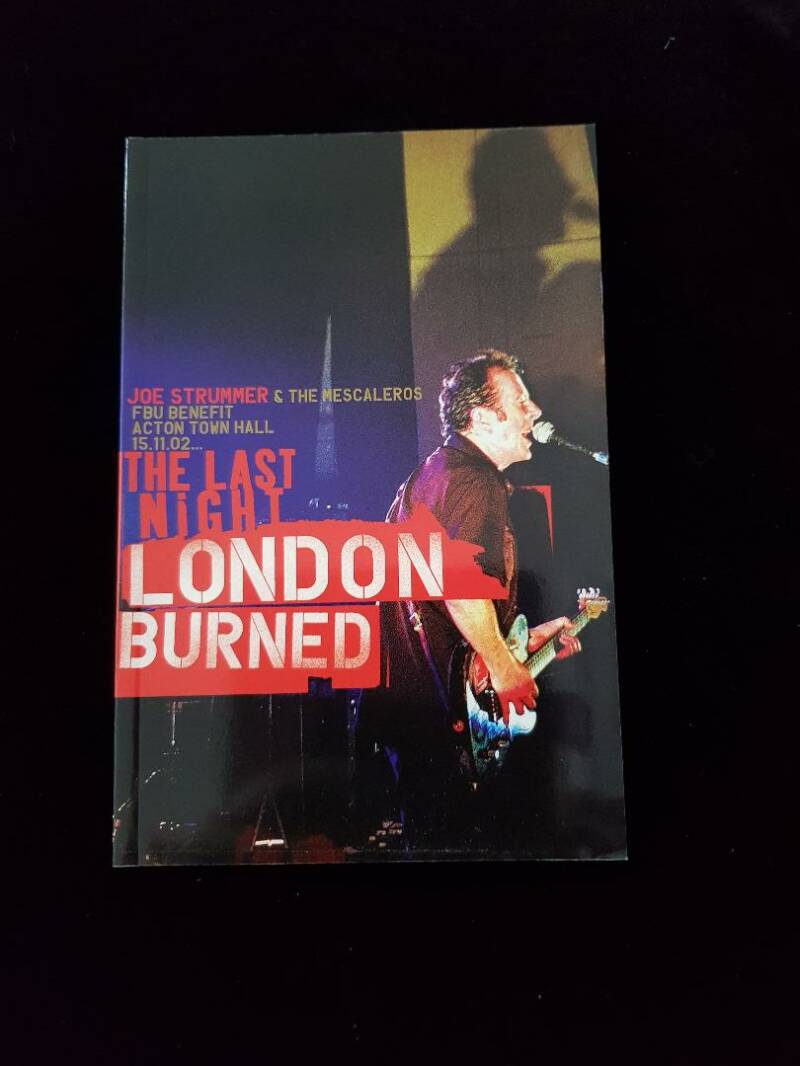 JOE STRUMMER & THE MESCALEROS
FBU BENEFIT
ACTON TOWN HALL
15.11.02...
THE LAST
NiGHT
LONDON
BURNED